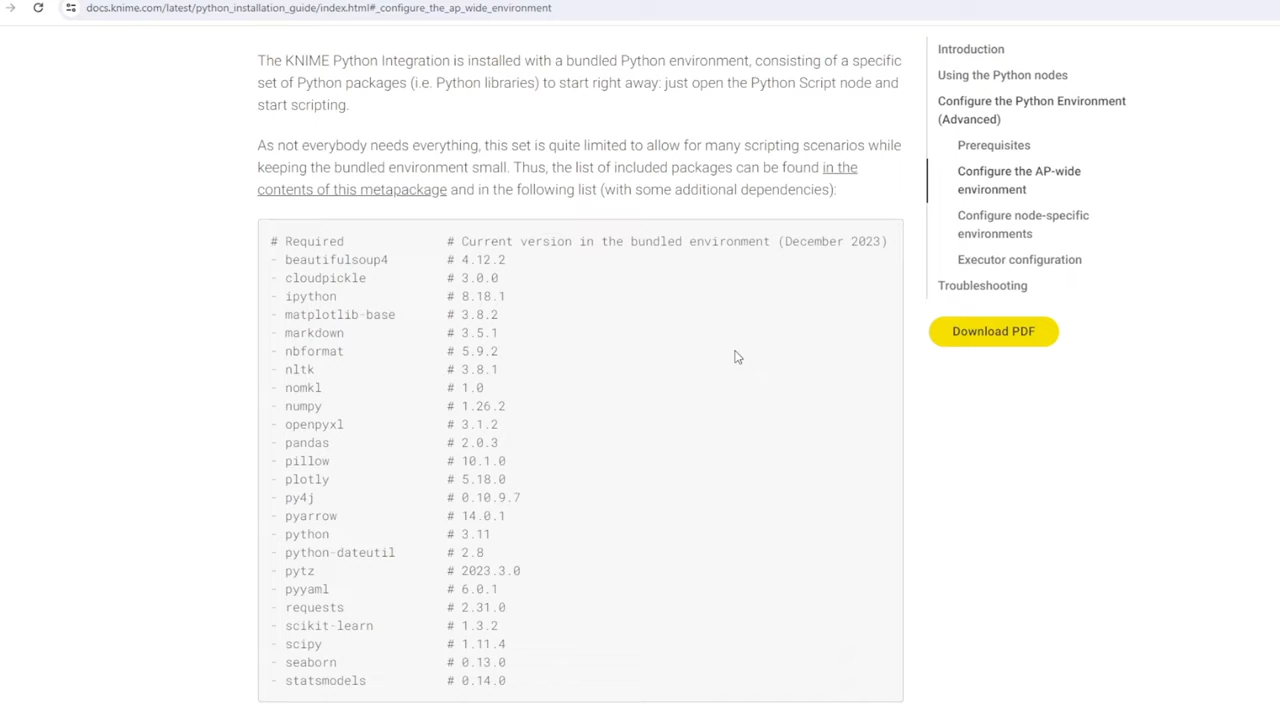 docs.knime.com/latest/python_installation_guide/index.html#_configure_the_ap_wide_environment
The KNIME Python Integration is installed with a bundled Python environment, consisting of a specific
set of Python packages (i.e. Python libraries) to start right away: just open the Python Script node and
start scripting.
As not everybody needs everything, this set is quite limited to allow for many scripting scenarios while
keeping the bundled environment small. Thus, the list of included packages can be found in the
contents of this metapackage and in the following list (with some additional dependencies):
# Required # Current version in the bundled environment (December 2023)
- beautifulsoup4 # 4.12.2
- cloudpickle # 3.0.0
- ipython # 8.18.1
- matplotlib-base # 3.8.2
- markdown # 3.5.1
- nbformat # 5.9.2
- nltk # 3.8.1
- nomkl # 1.0
- numpy # 1.26.2
- openpyxl # 3.1.2
- pandas # 2.0.3
- pillow # 10.1.0
- plotly # 5.18.0
- py4j # 0.10.9.7
- pyarrow # 14.0.1
- python # 3.11
- python-dateutil # 2.8
- pytz # 2023.3.0
- pyyaml # 6.0.1
- requests # 2.31.0
- scikit-learn # 1.3.2
- scipy # 1.11.4
- seaborn # 0.13.0
- statsmodels # 0.14.0
Introduction
Using the Python nodes
Configure the Python Environment
(Advanced)
Prerequisites
Configure the AP-wide
environment
Configure node-specific
environments
Executor configuration
Troubleshooting
Download PDF